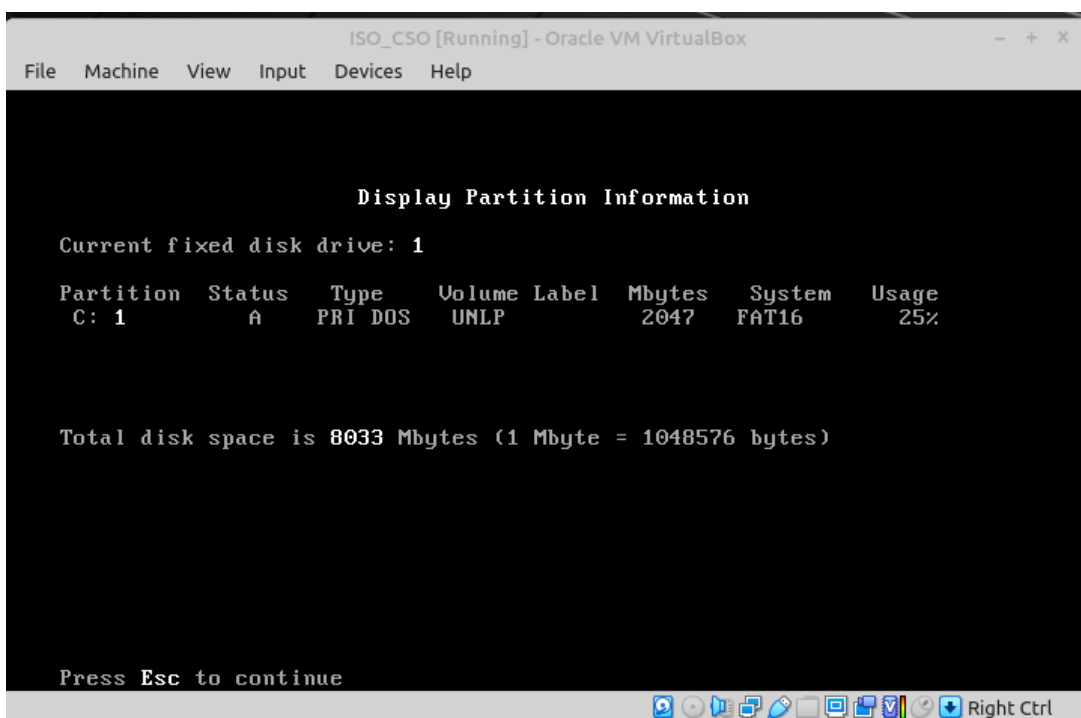 ISO_CSO [Running] - Oracle VM VirtualBox
File Machine View Input Devices Help
Display Partition Information
Current fixed disk drive: 1
Partition Status Type Volume Label Mbytes System Usage
C: 1 A PRI DOS UNLP 2047 FAT16 25%
Total disk space is 8033 Mbytes (1 Mbyte = 1048576 bytes)
Press Esc to continue
Right Ctrl